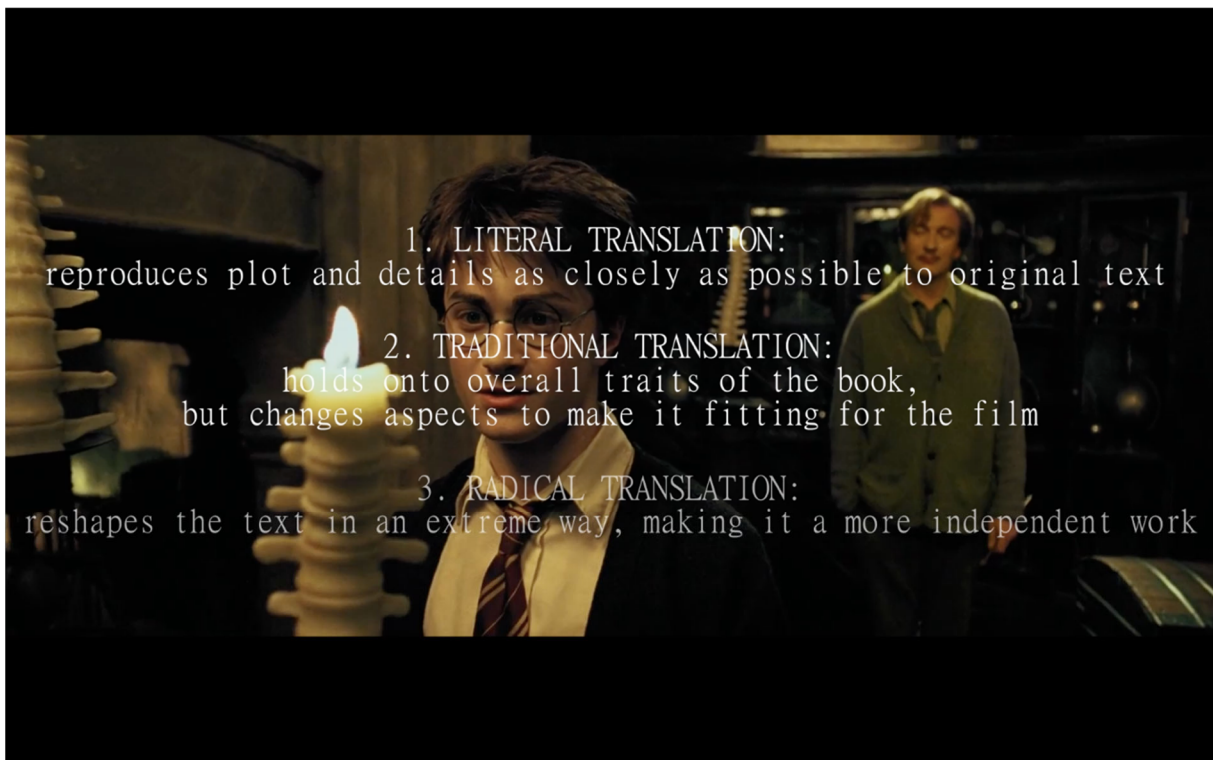 1. LITERAL TRANSLATION:
reproduces plot and details as closely as possible to original text
2. TRADITIONAL TRANSLATION:
holds onto overall traits of the book,
but changes aspects to make it fitting for the film
3. RADICAL TRANSLATION:
reshapes the text in an extreme way, making it a more independent work